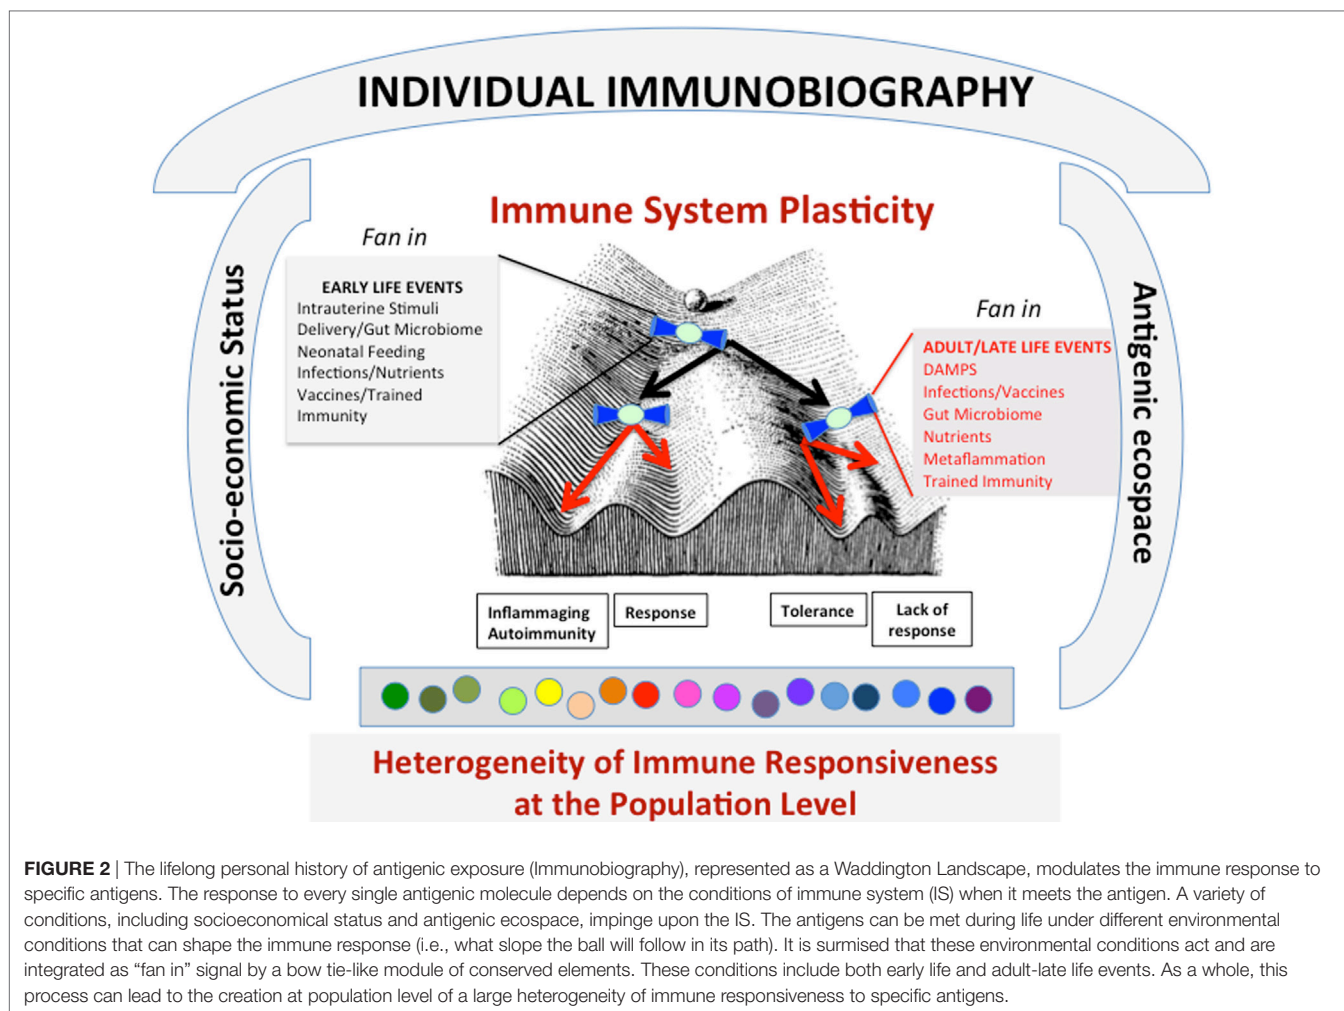 INDIVIDUAL IMMUNOBIOGRAPHY
Immune System Plasticity
Socio-economic Status
Fan in
EARLY LIFE EVENTS
Intrauterine Stimuli
Delivery/Gut Microbiome
Neonatal Feeding
Infections/Nutrients
Vaccines/Trained
Immunity
Fan in
ADULT/LATE LIFE EVENTS
DAMPS
Infections/Vaccines
Gut Microbiome
Nutrients
Metaflammation
Trained Immunity
Antigenic ecospace
Inflammaging
Autoimmunity
Response
Tolerance
Lack of
response
Heterogeneity of Immune Responsiveness
at the Population Level
FIGURE 2 | The lifelong personal history of antigenic exposure (Immunobiography), represented as a Waddington Landscape, modulates the immune response to
specific antigens. The response to every single antigenic molecule depends on the conditions of immune system (IS) when it meets the antigen. A variety of
conditions, including socioeconomical status and antigenic ecospace, impinge upon the IS. The antigens can be met during life under different environmental
conditions that can shape the immune response (i.e., what slope the ball will follow in its path). It is surmised that these environmental conditions act and are
integrated as “fan in” signal by a bow tie-like module of conserved elements. These conditions include both early life and adult-late life events. As a whole, this
process can lead to the creation at population level of a large heterogeneity of immune responsiveness to specific antigens.